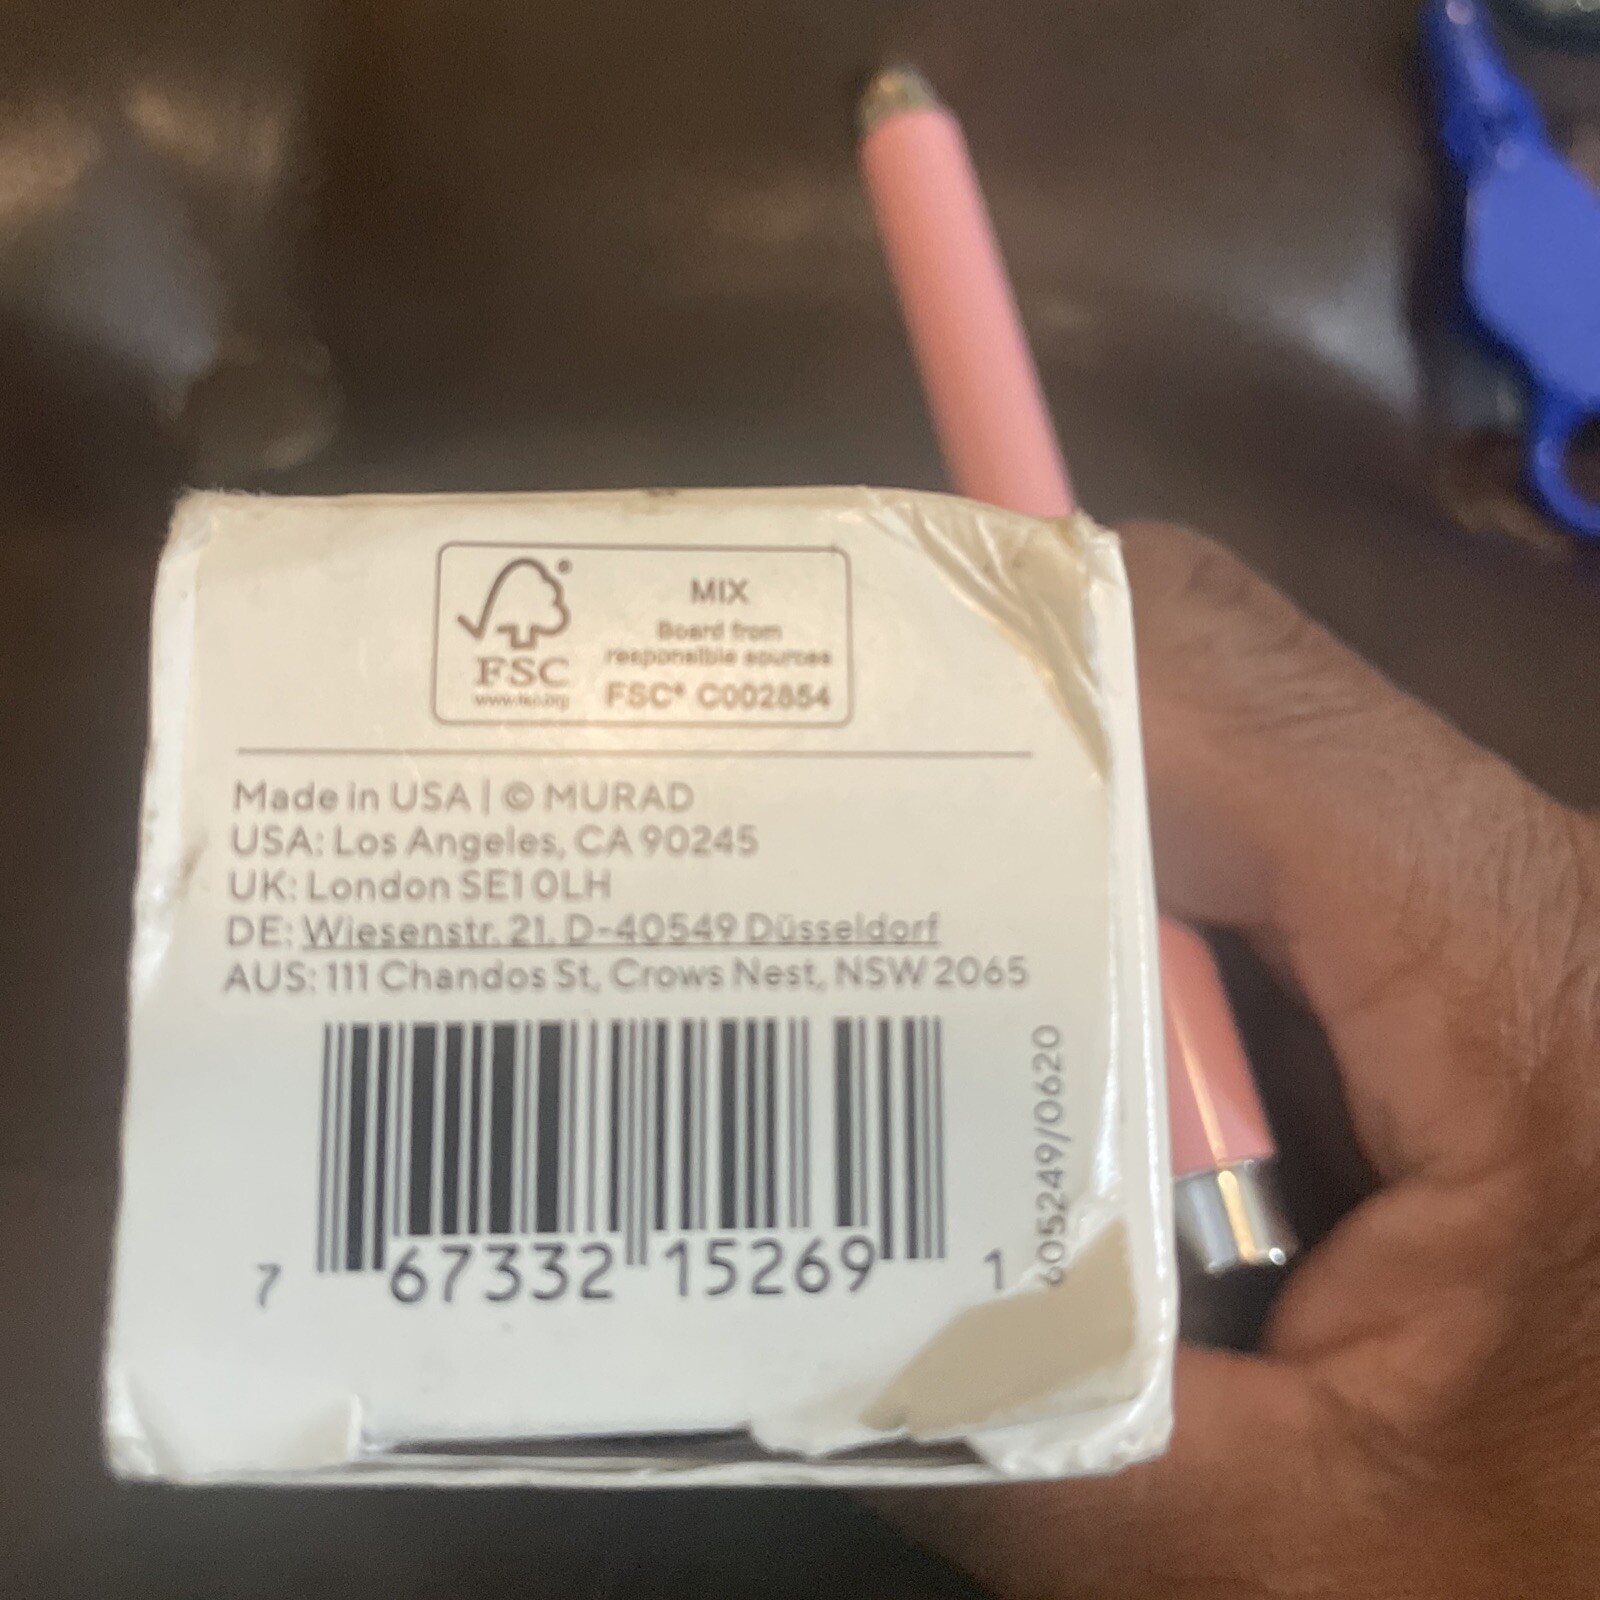 MIX
Board from
responsible sources
FSC® C002854
FSC
www.fsc.org
Made in USA | © MURAD
USA: Los Angeles, CA 90245
UK: London SE1 0LH
DE: Wiesenstr. 21, D-40549 Düsseldorf
AUS: 111 Chandos St, Crows Nest, NSW 2065
605249/0620
7 67332 15269 1